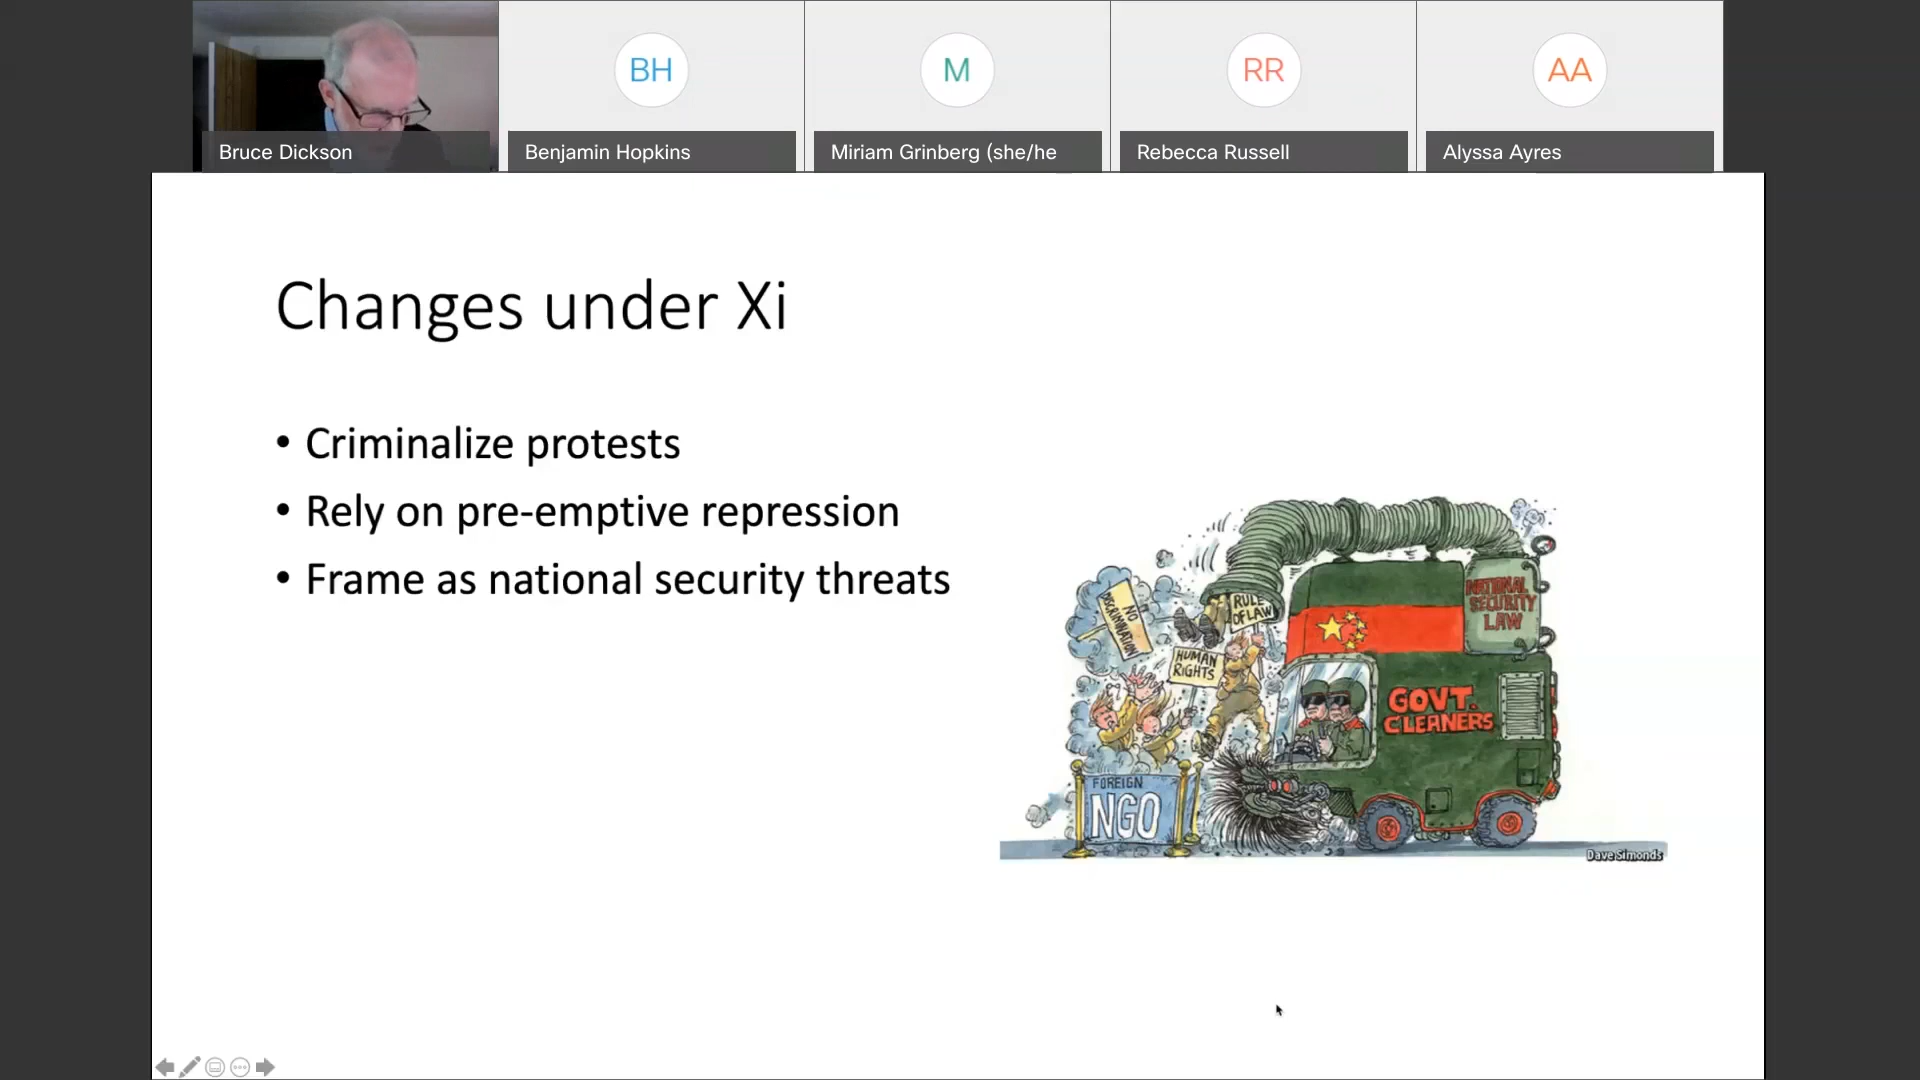 BH
M
RR
AA
Bruce Dickson
Benjamin Hopkins
Miriam Grinberg (she/he
Rebecca Russell
Alyssa Ayres
Changes under Xi
• Criminalize protests
• Rely on pre-emptive repression
• Frame as national security threats
NO
DISCRIMINATION
RULE
OF LAW
HUMAN
RIGHTS
NATIONAL
SECURITY
LAW
GOVT.
CLEANERS
FOREIGN
NGO
Dave Simonds